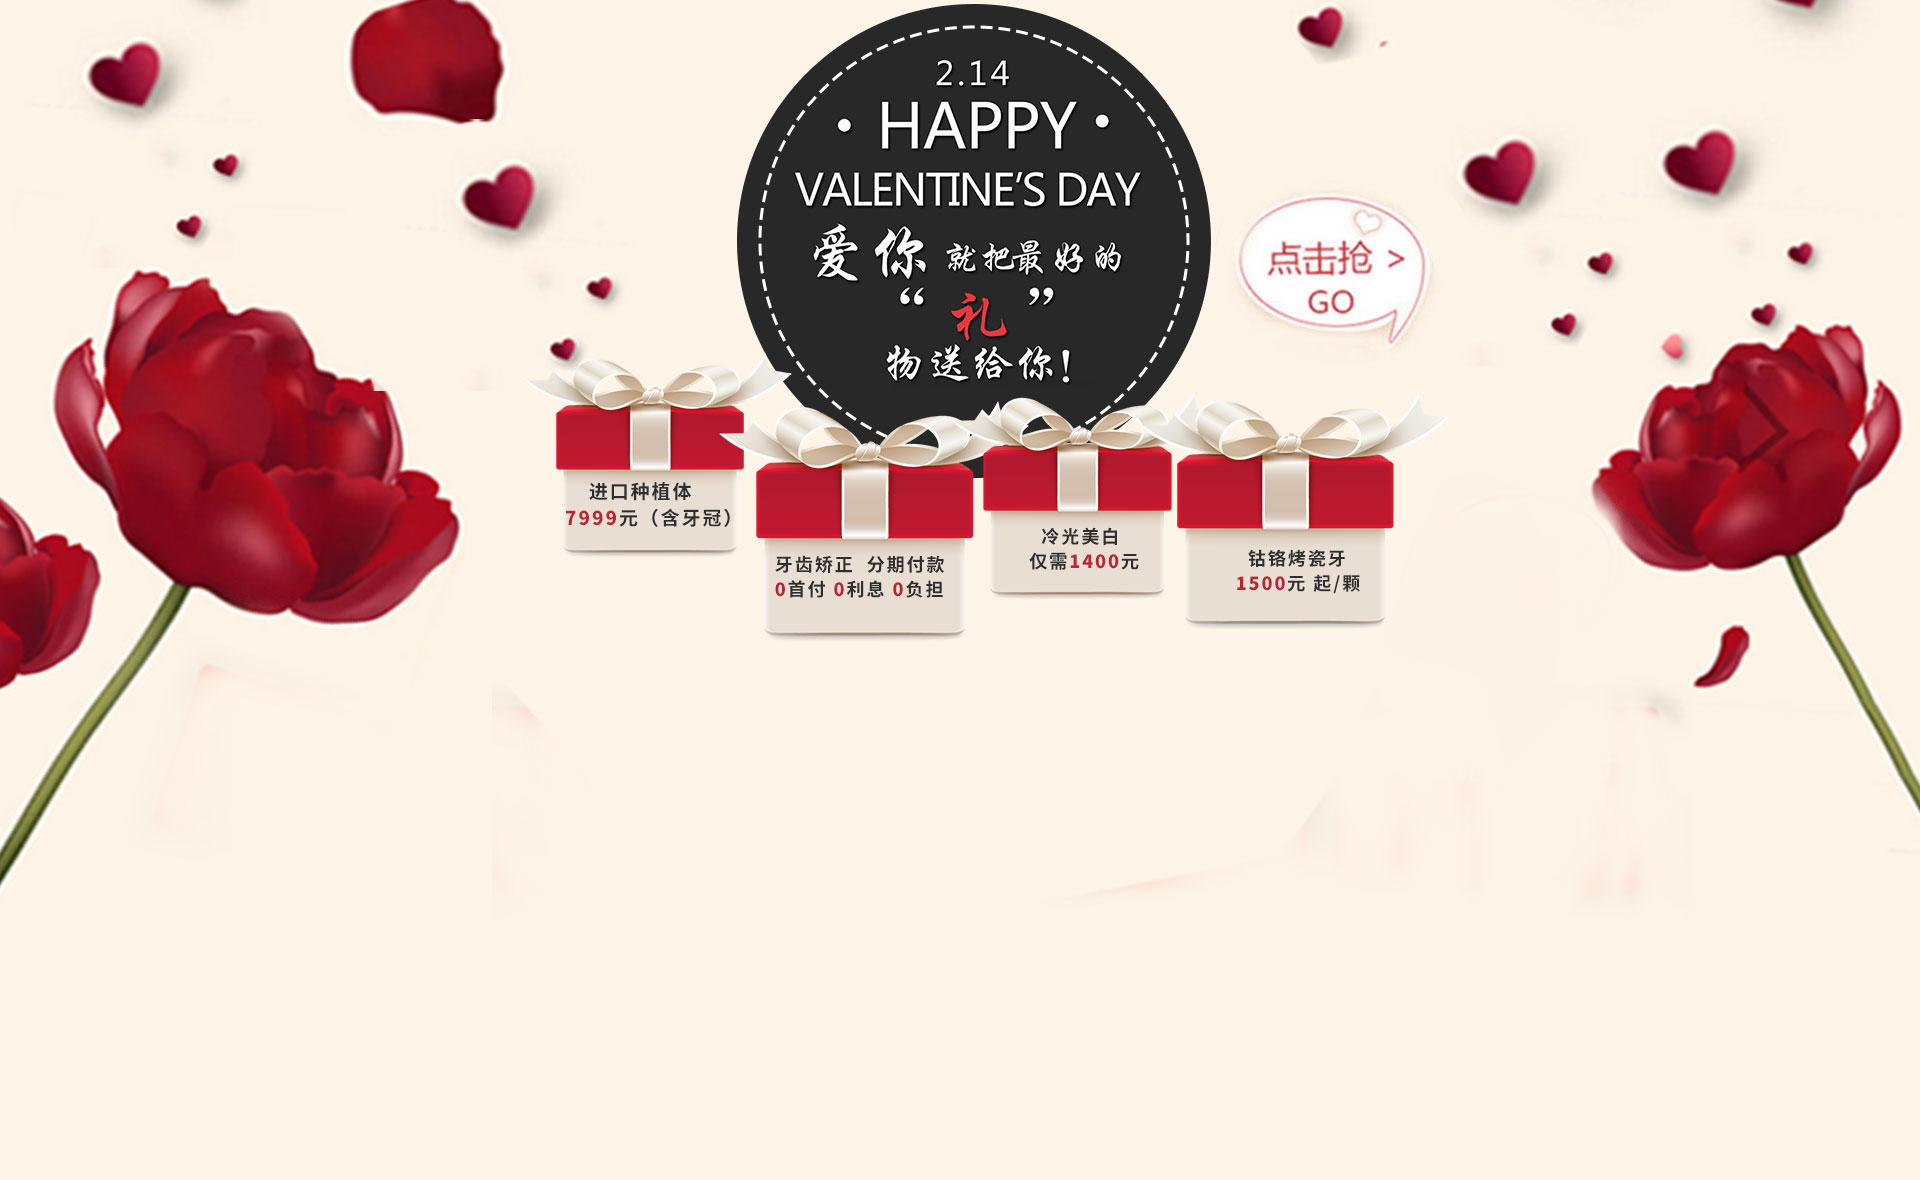 2.14
· HAPPY ·
VALENTINE'S DAY
爱你就把最好的
“礼”
物送给你!
点击抢 >
GO
进口种植体
7999元（含牙冠）
牙齿矫正 分期付款
0首付 0利息 0负担
冷光美白
仅需1400元
钴铬烤瓷牙
1500元 起/颗